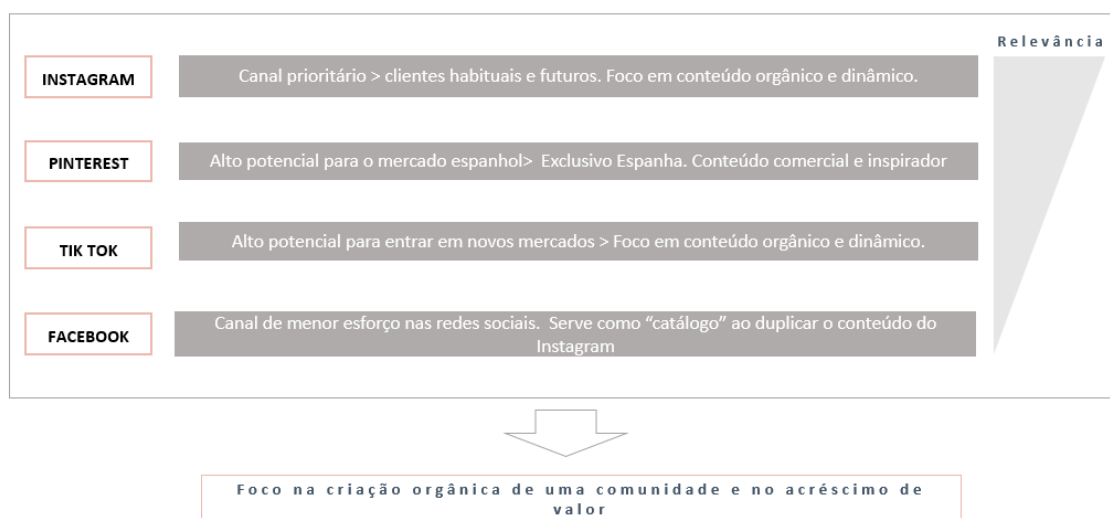 Relevância
INSTAGRAM
Canal prioritário > clientes habituais e futuros. Foco em conteúdo orgânico e dinâmico.
PINTEREST
Alto potencial para o mercado espanhol> Exclusivo Espanha. Conteúdo comercial e inspirador
TIK TOK
Alto potencial para entrar em novos mercados > Foco em conteúdo orgânico e dinâmico.
FACEBOOK
Canal de menor esforço nas redes sociais. Serve como “catálogo” ao duplicar o conteúdo do
Instagram
Foco na criação orgânica de uma comunidade e no acréscimo de
valor